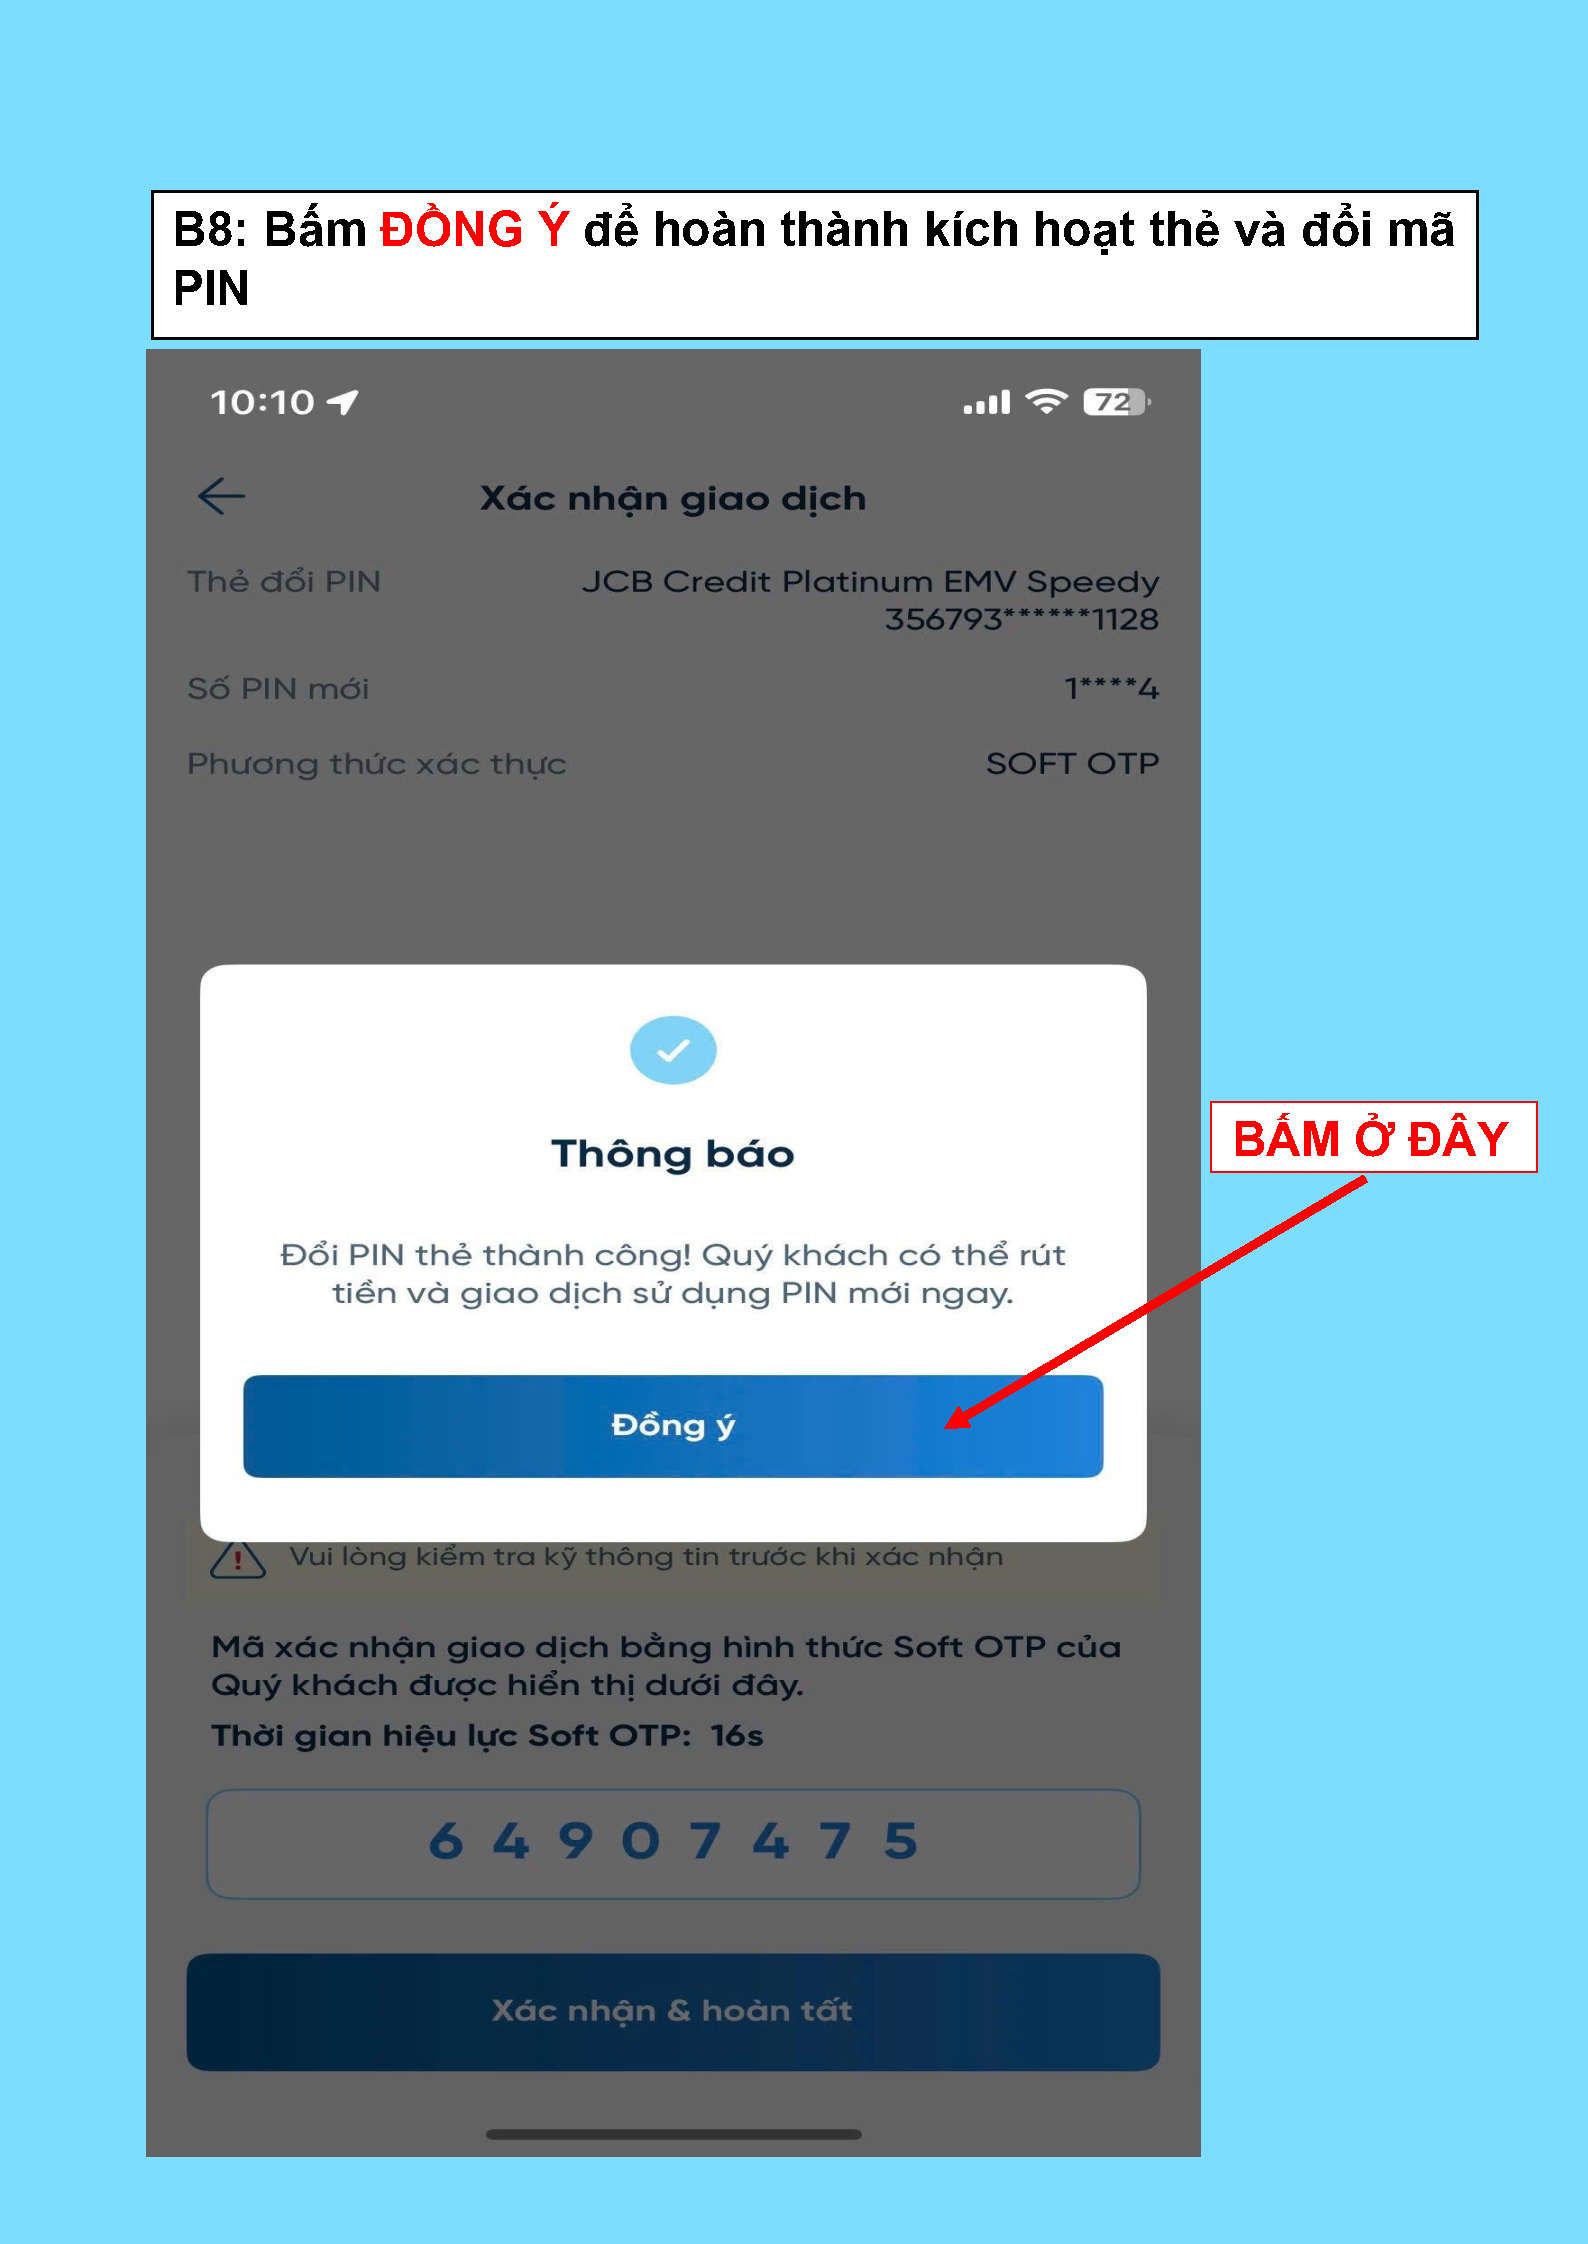 B8: Bấm ĐỒNG Ý để hoàn thành kích hoạt thẻ và đổi mã
PIN
10:10
72
Xác nhận giao dịch
Thẻ đổi PIN
JCB Credit Platinum EMV Speedy
356793******1128
Số PIN mới
1****4
Phương thức xác thực
SOFT OTP
Thông báo
BẤM Ở ĐÂY
Đổi PIN thẻ thành công! Quý khách có thể rút
tiền và giao dịch sử dụng PIN mới ngay.
Đồng ý
Vui lòng kiểm tra kỹ thông tin trước khi xác nhận
Mã xác nhận giao dịch bằng hình thức Soft OTP của
Quý khách được hiển thị dưới đây.
Thời gian hiệu lực Soft OTP: 16s
6 4 9 0 7 4 7 5
Xác nhận & hoàn tất